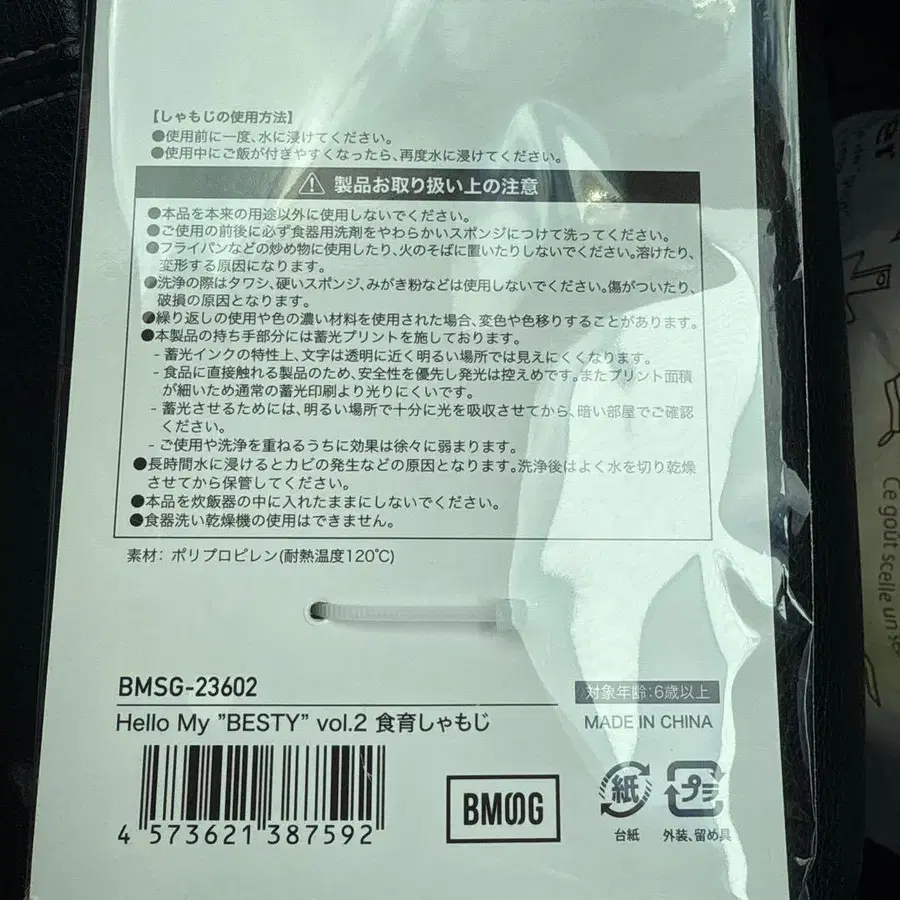 【しゃもじの使用方法】
●使用前に一度、水に浸けてください。
●使用中にご飯が付きやすくなったら、再度水に浸けてください。
製品お取り扱い上の注意
●本品を本来の用途以外に使用しないでください。
●ご使用の前後に必ず食器用洗剤をやわらかいスポンジにつけて洗ってください。
●フライパンなどの炒め物に使用したり、火のそばに置いたりしないでください。溶けたり、
変形する原因になります。
●洗浄の際はタワシ、硬いスポンジ、みがき粉などは使用しないでください。傷がついたり、
破損の原因となります。
●繰り返しの使用や色の濃い材料を使用された場合、変色や色移りすることがあります。
●本製品の持ち手部分には蓄光プリントを施しております。
- 蓄光インクの特性上、文字は透明に近く明るい場所では見えにくくなります。
- 食品に直接触れる製品のため、安全性を優先し発光は控えめです。またプリント面積
が細いため通常の蓄光印刷より光りにくいです。
- 蓄光させるためには、明るい場所で十分に光を吸収させてから、暗い部屋でご確認
ください。
- ご使用や洗浄を重ねるうちに効果は徐々に弱まります。
●長時間水に浸けるとカビの発生などの原因となります。洗浄後はよく水を切り乾燥
させてから保管してください。
●本品を炊飯器の中に入れたままにしないでください。
●食器洗い乾燥機の使用はできません。
素材: ポリプロピレン(耐熱温度120℃)
BMSG-23602
対象年齢:6歳以上
Hello My "BESTY" vol.2 食育しゃもじ
MADE IN CHINA
4 573621 387592
BMSG
紙
プラ
台紙
外装、留め具
Ce goût scelle un